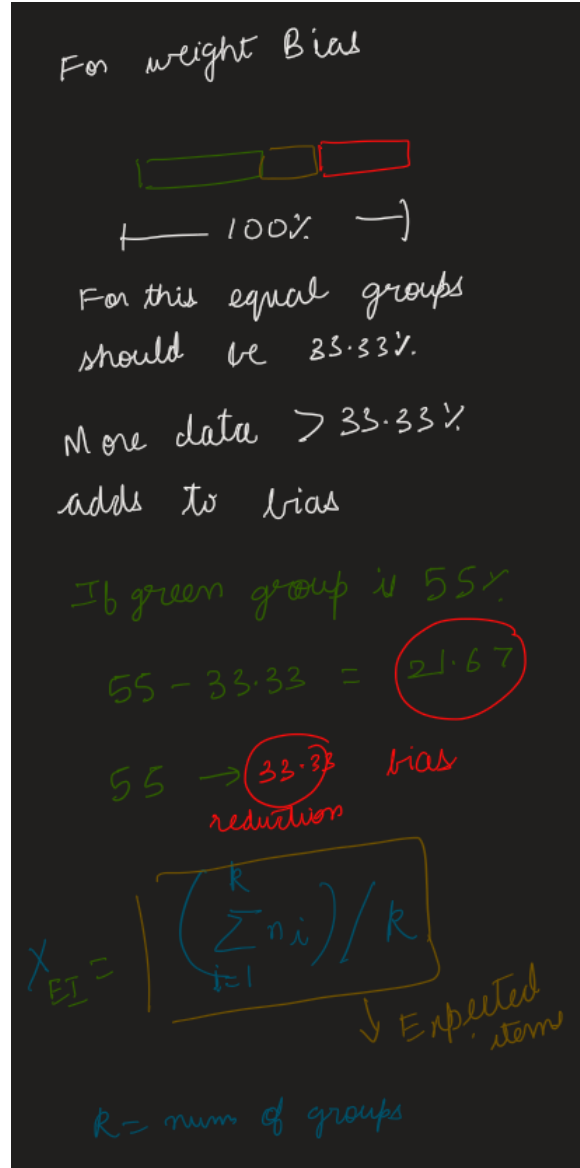 For weight Bias
100%
For this equal groups
should be 33.33%.
More data > 33.33%
adds to bias
If green group is 55%
55 - 33.33 = 21.67
55 → 33.33 bias
reduction
X_EI = (∑_{i=1}^{k} n_i) / k
↓ Expected
item
k = nums of groups